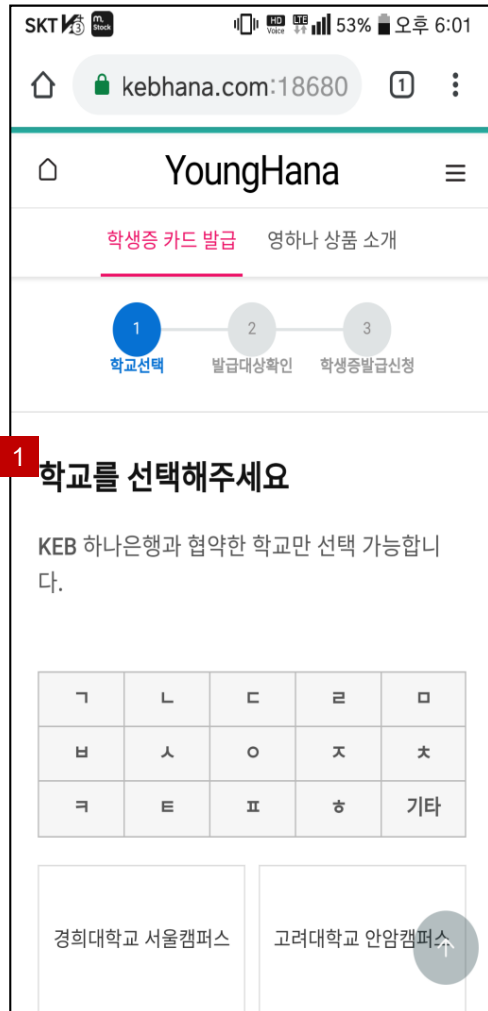 SKT V3 m.Stock HD Voice LTE 53% 오후 6:01
kebhana.com:18680 1
YoungHana
학생증 카드 발급 영하나 상품 소개
1 2 3
학교선택 발급대상확인 학생증발급신청
1
학교를 선택해주세요
KEB 하나은행과 협약한 학교만 선택 가능합니
다.
ㄱ ㄴ ㄷ ㄹ ㅁ
ㅂ ㅅ ㅇ ㅈ ㅊ
ㅋ ㅌ ㅍ ㅎ 기타
경희대학교 서울캠퍼스 고려대학교 안암캠퍼스